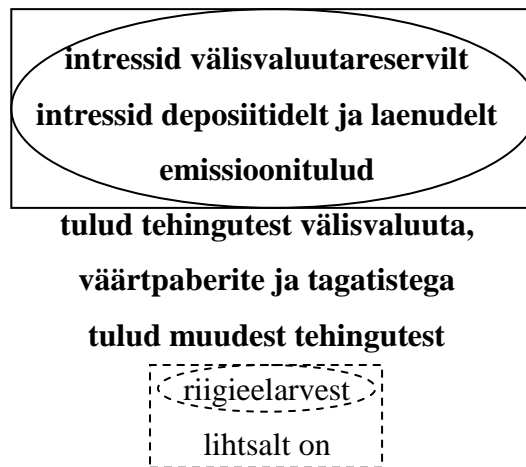 intressid välisvaluutareservilt
intressid deposiitidelt ja laenudelt
emissioonitulud
tulud tehingutest välisvaluuta,
väärtpaberite ja tagatistega
tulud muudest tehingutest
riigieelarvest
lihtsalt on